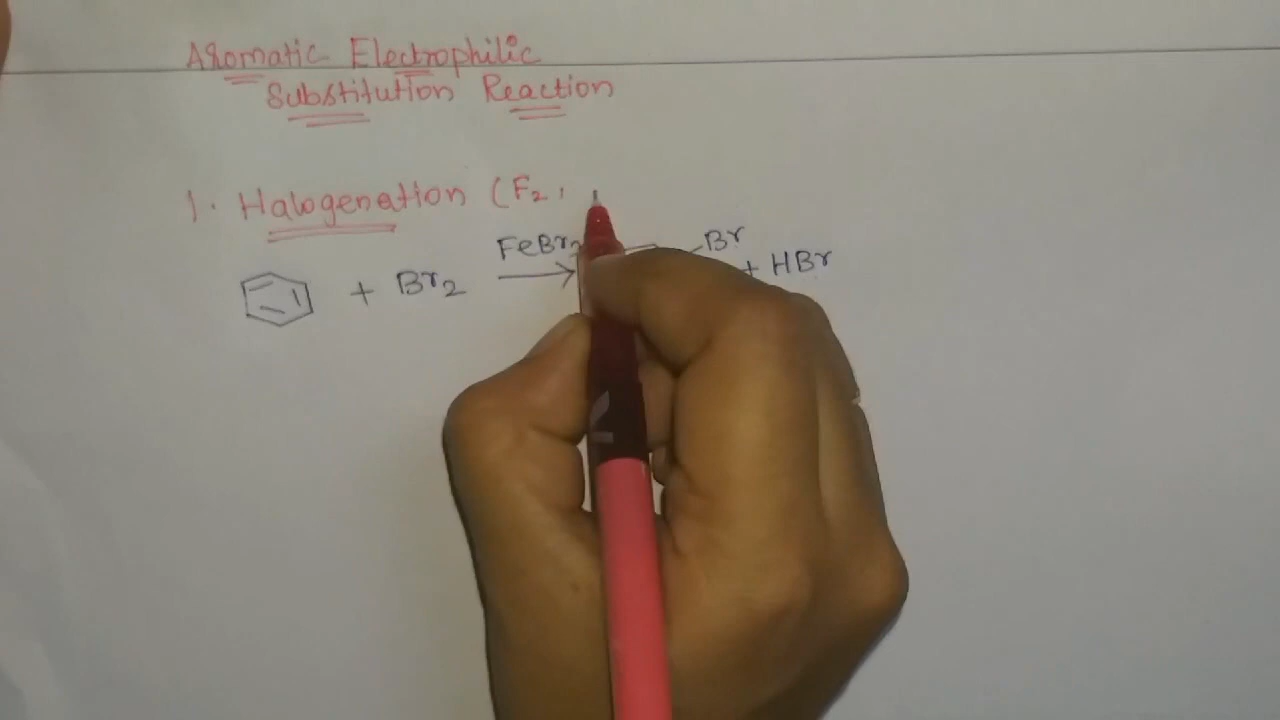 Aromatic Electrophilic
Substitution Reaction
1. Halogenation (F2,
FeBr
+ Br2 → Br + HBr